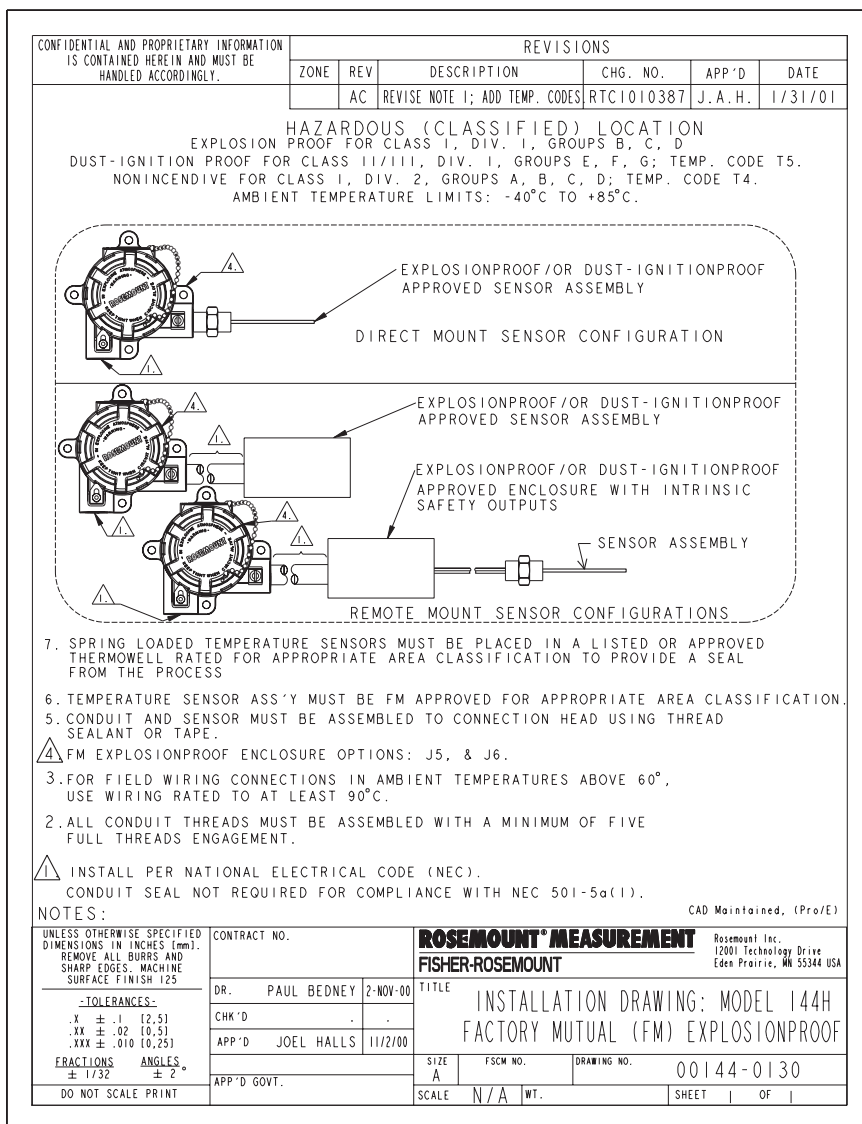 CONFIDENTIAL AND PROPRIETARY INFORMATION
IS CONTAINED HEREIN AND MUST BE
HANDLED ACCORDINGLY.
REVISIONS
ZONE REV DESCRIPTION CHG. NO. APP'D DATE
AC REVISE NOTE 1; ADD TEMP. CODES RTC1010387 J.A.H. 1/31/01
HAZARDOUS (CLASSIFIED) LOCATION
EXPLOSION PROOF FOR CLASS I, DIV. 1, GROUPS B, C, D
DUST-IGNITION PROOF FOR CLASS II/III, DIV. 1, GROUPS E, F, G; TEMP. CODE T5.
NONINCENDIVE FOR CLASS I, DIV. 2, GROUPS A, B, C, D; TEMP. CODE T4.
AMBIENT TEMPERATURE LIMITS: -40°C TO +85°C.
4.
EXPLOSIONPROOF/OR DUST-IGNITIONPROOF
APPROVED SENSOR ASSEMBLY
ROSEMOUNT
DIRECT MOUNT SENSOR CONFIGURATION
1.
4.
EXPLOSIONPROOF/OR DUST-IGNITIONPROOF
APPROVED SENSOR ASSEMBLY
1.
ROSEMOUNT
EXPLOSIONPROOF/OR DUST-IGNITIONPROOF
APPROVED ENCLOSURE WITH INTRINSIC
SAFETY OUTPUTS
1.
4.
1.
SENSOR ASSEMBLY
ROSEMOUNT
1.
REMOTE MOUNT SENSOR CONFIGURATIONS
7. SPRING LOADED TEMPERATURE SENSORS MUST BE PLACED IN A LISTED OR APPROVED
THERMOWELL RATED FOR APPROPRIATE AREA CLASSIFICATION TO PROVIDE A SEAL
FROM THE PROCESS
6. TEMPERATURE SENSOR ASS'Y MUST BE FM APPROVED FOR APPROPRIATE AREA CLASSIFICATION.
5. CONDUIT AND SENSOR MUST BE ASSEMBLED TO CONNECTION HEAD USING THREAD
SEALANT OR TAPE.
4. FM EXPLOSIONPROOF ENCLOSURE OPTIONS: J5, & J6.
3. FOR FIELD WIRING CONNECTIONS IN AMBIENT TEMPERATURES ABOVE 60°,
USE WIRING RATED TO AT LEAST 90°C.
2. ALL CONDUIT THREADS MUST BE ASSEMBLED WITH A MINIMUM OF FIVE
FULL THREADS ENGAGEMENT.
1. INSTALL PER NATIONAL ELECTRICAL CODE (NEC).
CONDUIT SEAL NOT REQUIRED FOR COMPLIANCE WITH NEC 501-5a(1).
NOTES:
CAD Maintained, (Pro/E)
UNLESS OTHERWISE SPECIFIED
DIMENSIONS IN INCHES [mm].
REMOVE ALL BURRS AND
SHARP EDGES. MACHINE
SURFACE FINISH 125
-TOLERANCES-
.X ± .1 [2,5]
.XX ± .02 [0,5]
.XXX ± .010 [0,25]
FRACTIONS ANGLES
± 1/32 ± 2°
DO NOT SCALE PRINT
CONTRACT NO.
DR. PAUL BEDNEY 2-NOV-00
CHK'D . .
APP'D JOEL HALLS 11/2/00
APP'D GOVT.
ROSEMOUNT® MEASUREMENT
FISHER-ROSEMOUNT
Rosemount Inc.
12001 Technology Drive
Eden Prairie, MN 55344 USA
TITLE
INSTALLATION DRAWING: MODEL 144H
FACTORY MUTUAL (FM) EXPLOSIONPROOF
SIZE A FSCM NO. DRAWING NO. 00144-0130
SCALE N/A WT. SHEET 1 OF 1